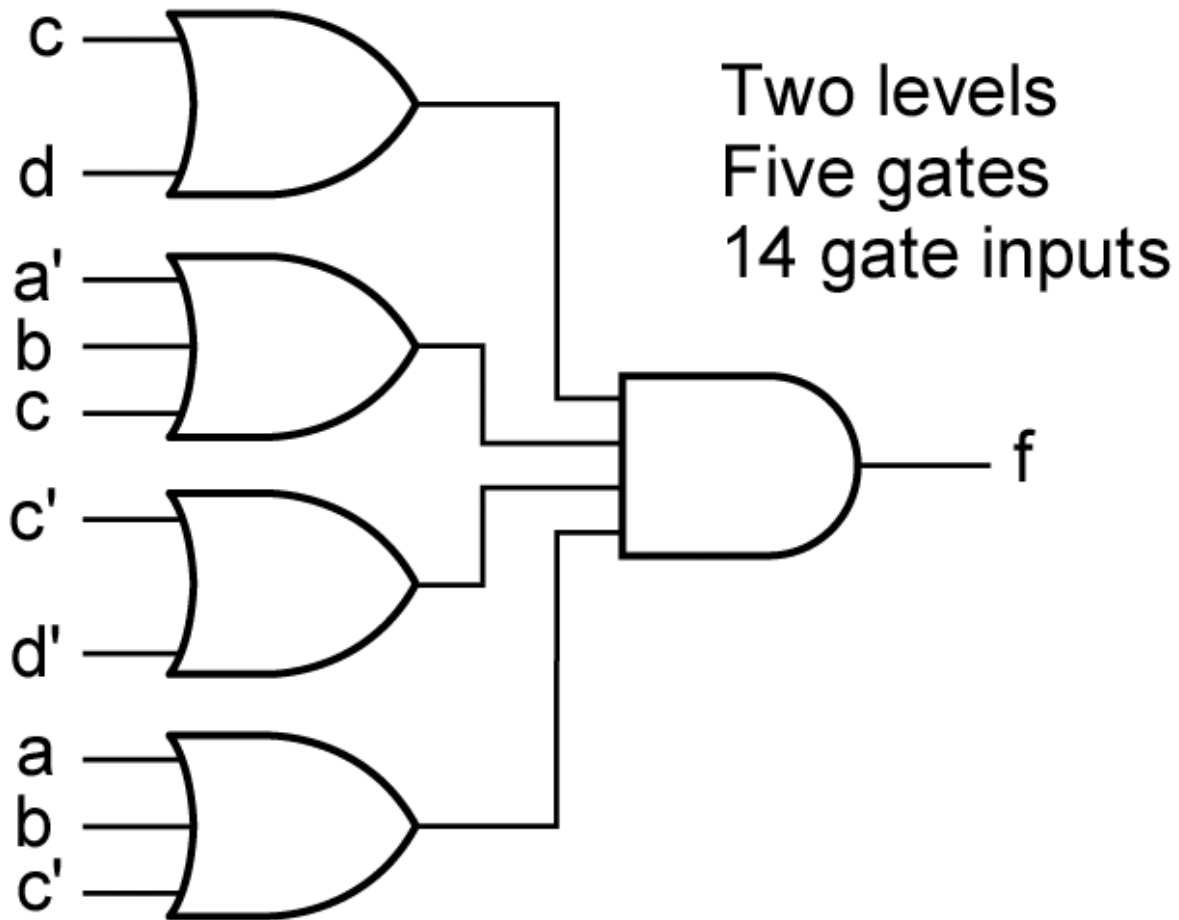 c
d
a'
b
c
c'
d'
a
b
c'
Two levels
Five gates
14 gate inputs
f